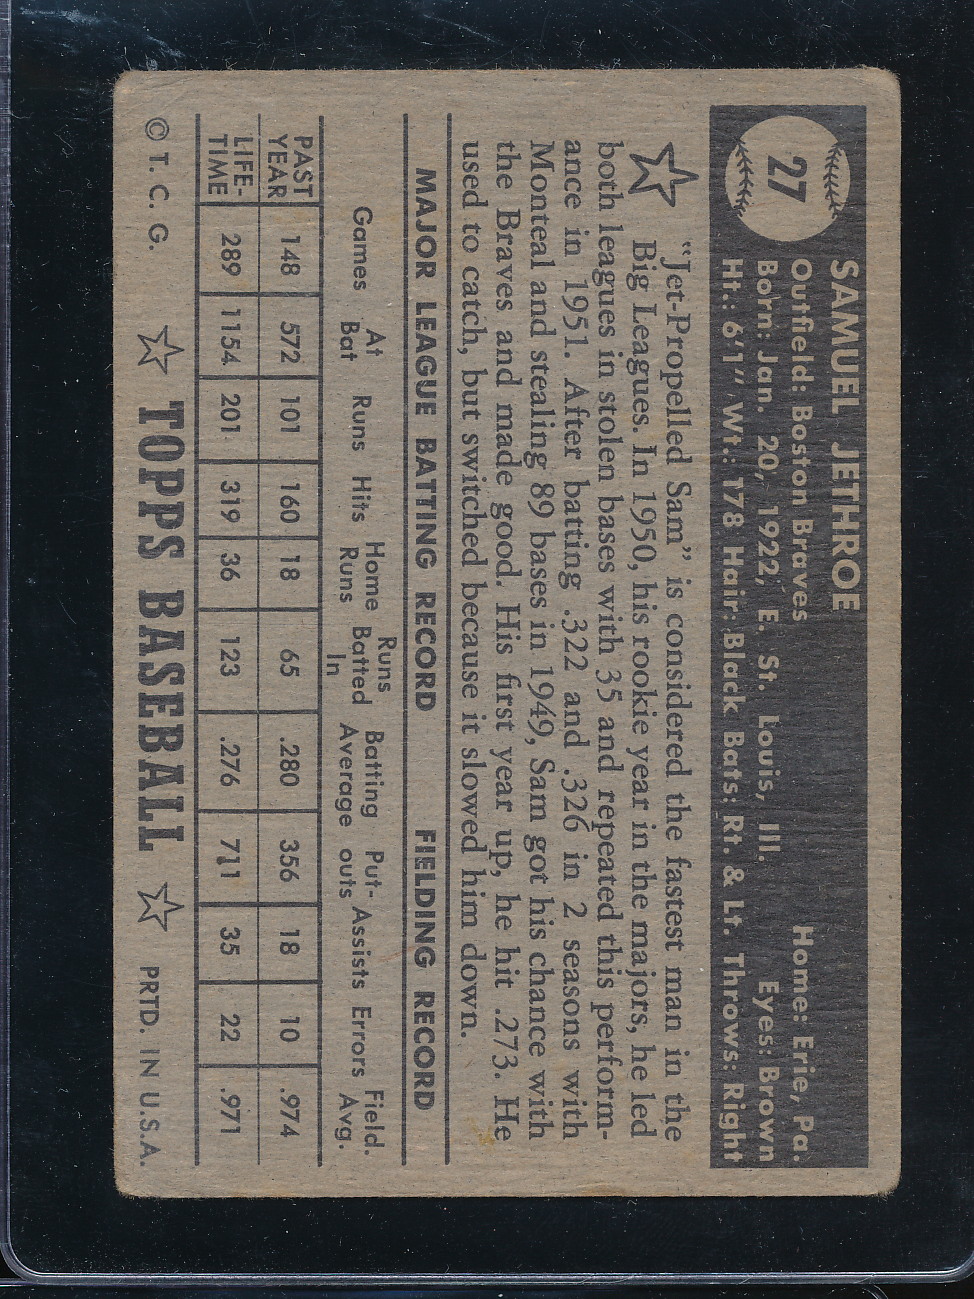 27
SAMUEL JETHROE
Outfield: Boston Braves Home: Erie, Pa.
Born: Jan. 20, 1922, E. St. Louis, Ill. Eyes: Brown
Ht.: 6'1" Wt.: 178 Hair: Black Bats: Rt. & Lt. Throws: Right
"Jet-Propelled Sam" is considered the fastest man in the
Big Leagues. In 1950, his rookie year in the majors, he led
both leagues in stolen bases with 35 and repeated this perform-
ance in 1951. After batting .322 and .326 in 2 seasons with
Monteal and stealing 89 bases in 1949, Sam got his chance with
the Braves and made good. His first year up, he hit .273. He
used to catch, but switched because it slowed him down.
MAJOR LEAGUE BATTING RECORD FIELDING RECORD
Games At Bat Runs Hits Home Runs Runs Batted In Batting Average Put-outs Assists Errors Field. Avg.
PAST YEAR 148 572 101 160 18 65 .280 356 18 10 .974
LIFE-TIME 289 1154 201 319 36 123 .276 711 35 22 .971
© T. C. G. ☆ TOPPS BASEBALL ☆ PRTD. IN U.S.A.